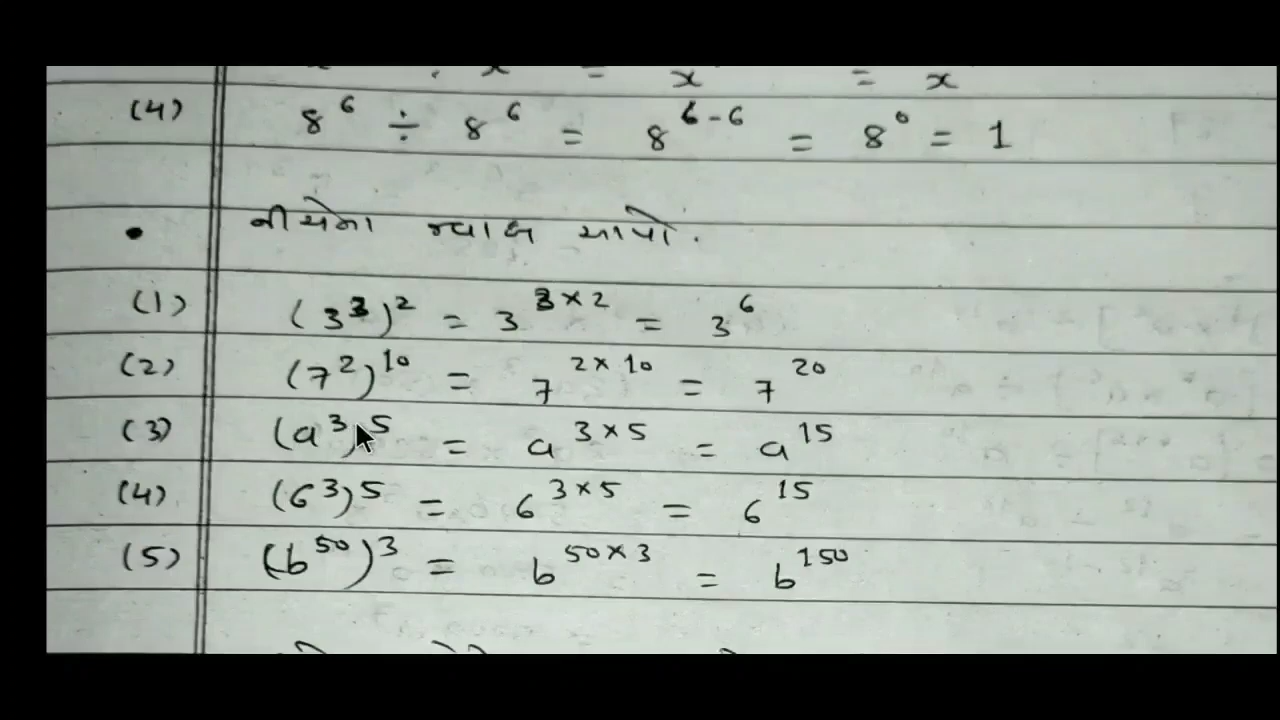 = x = x
(4) 8⁶ ÷ 8⁶ = 8⁶⁻⁶ = 8⁰ = 1
• નીચેના જવાબ આપો.
(1) (3³)² = 3³ˣ² = 3⁶
(2) (7²)¹⁰ = 7²ˣ¹⁰ = 7²⁰
(3) (a³)⁵ = a³ˣ⁵ = a¹⁵
(4) (6³)⁵ = 6³ˣ⁵ = 6¹⁵
(5) (b⁵⁰)³ = b⁵⁰ˣ³ = b¹⁵⁰